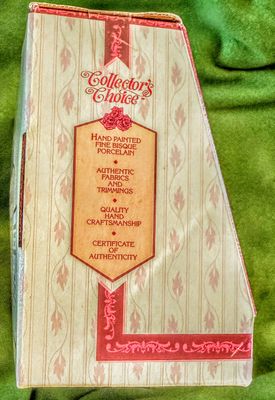 Collector's
Choice
HAND PAINTED
FINE BISQUE
PORCELAIN
AUTHENTIC
FABRICS
AND
TRIMMINGS
QUALITY
HAND
CRAFTSMANSHIP
CERTIFICATE
OF
AUTHENTICITY